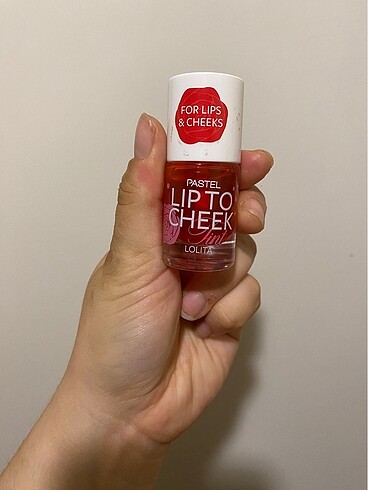 FOR LIPS
& CHEEKS
PASTEL
LIP TO
CHEEK
Tint
LOLITA